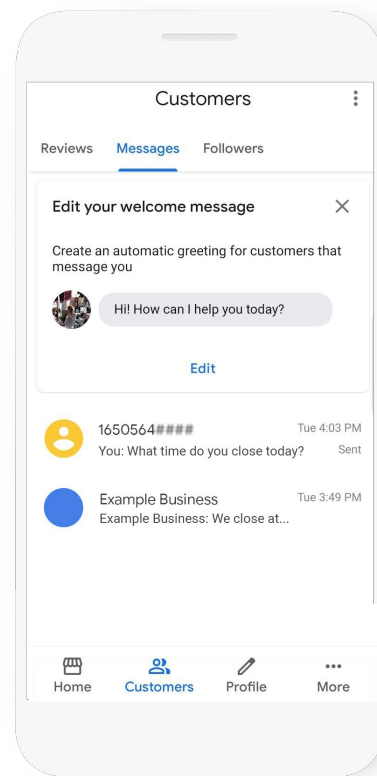 Customers
Reviews Messages Followers
Edit your welcome message
Create an automatic greeting for customers that
message you
Hi! How can I help you today?
Edit
1650564#### Tue 4:03 PM
You: What time do you close today? Sent
Example Business Tue 3:49 PM
Example Business: We close at...
Home Customers Profile More